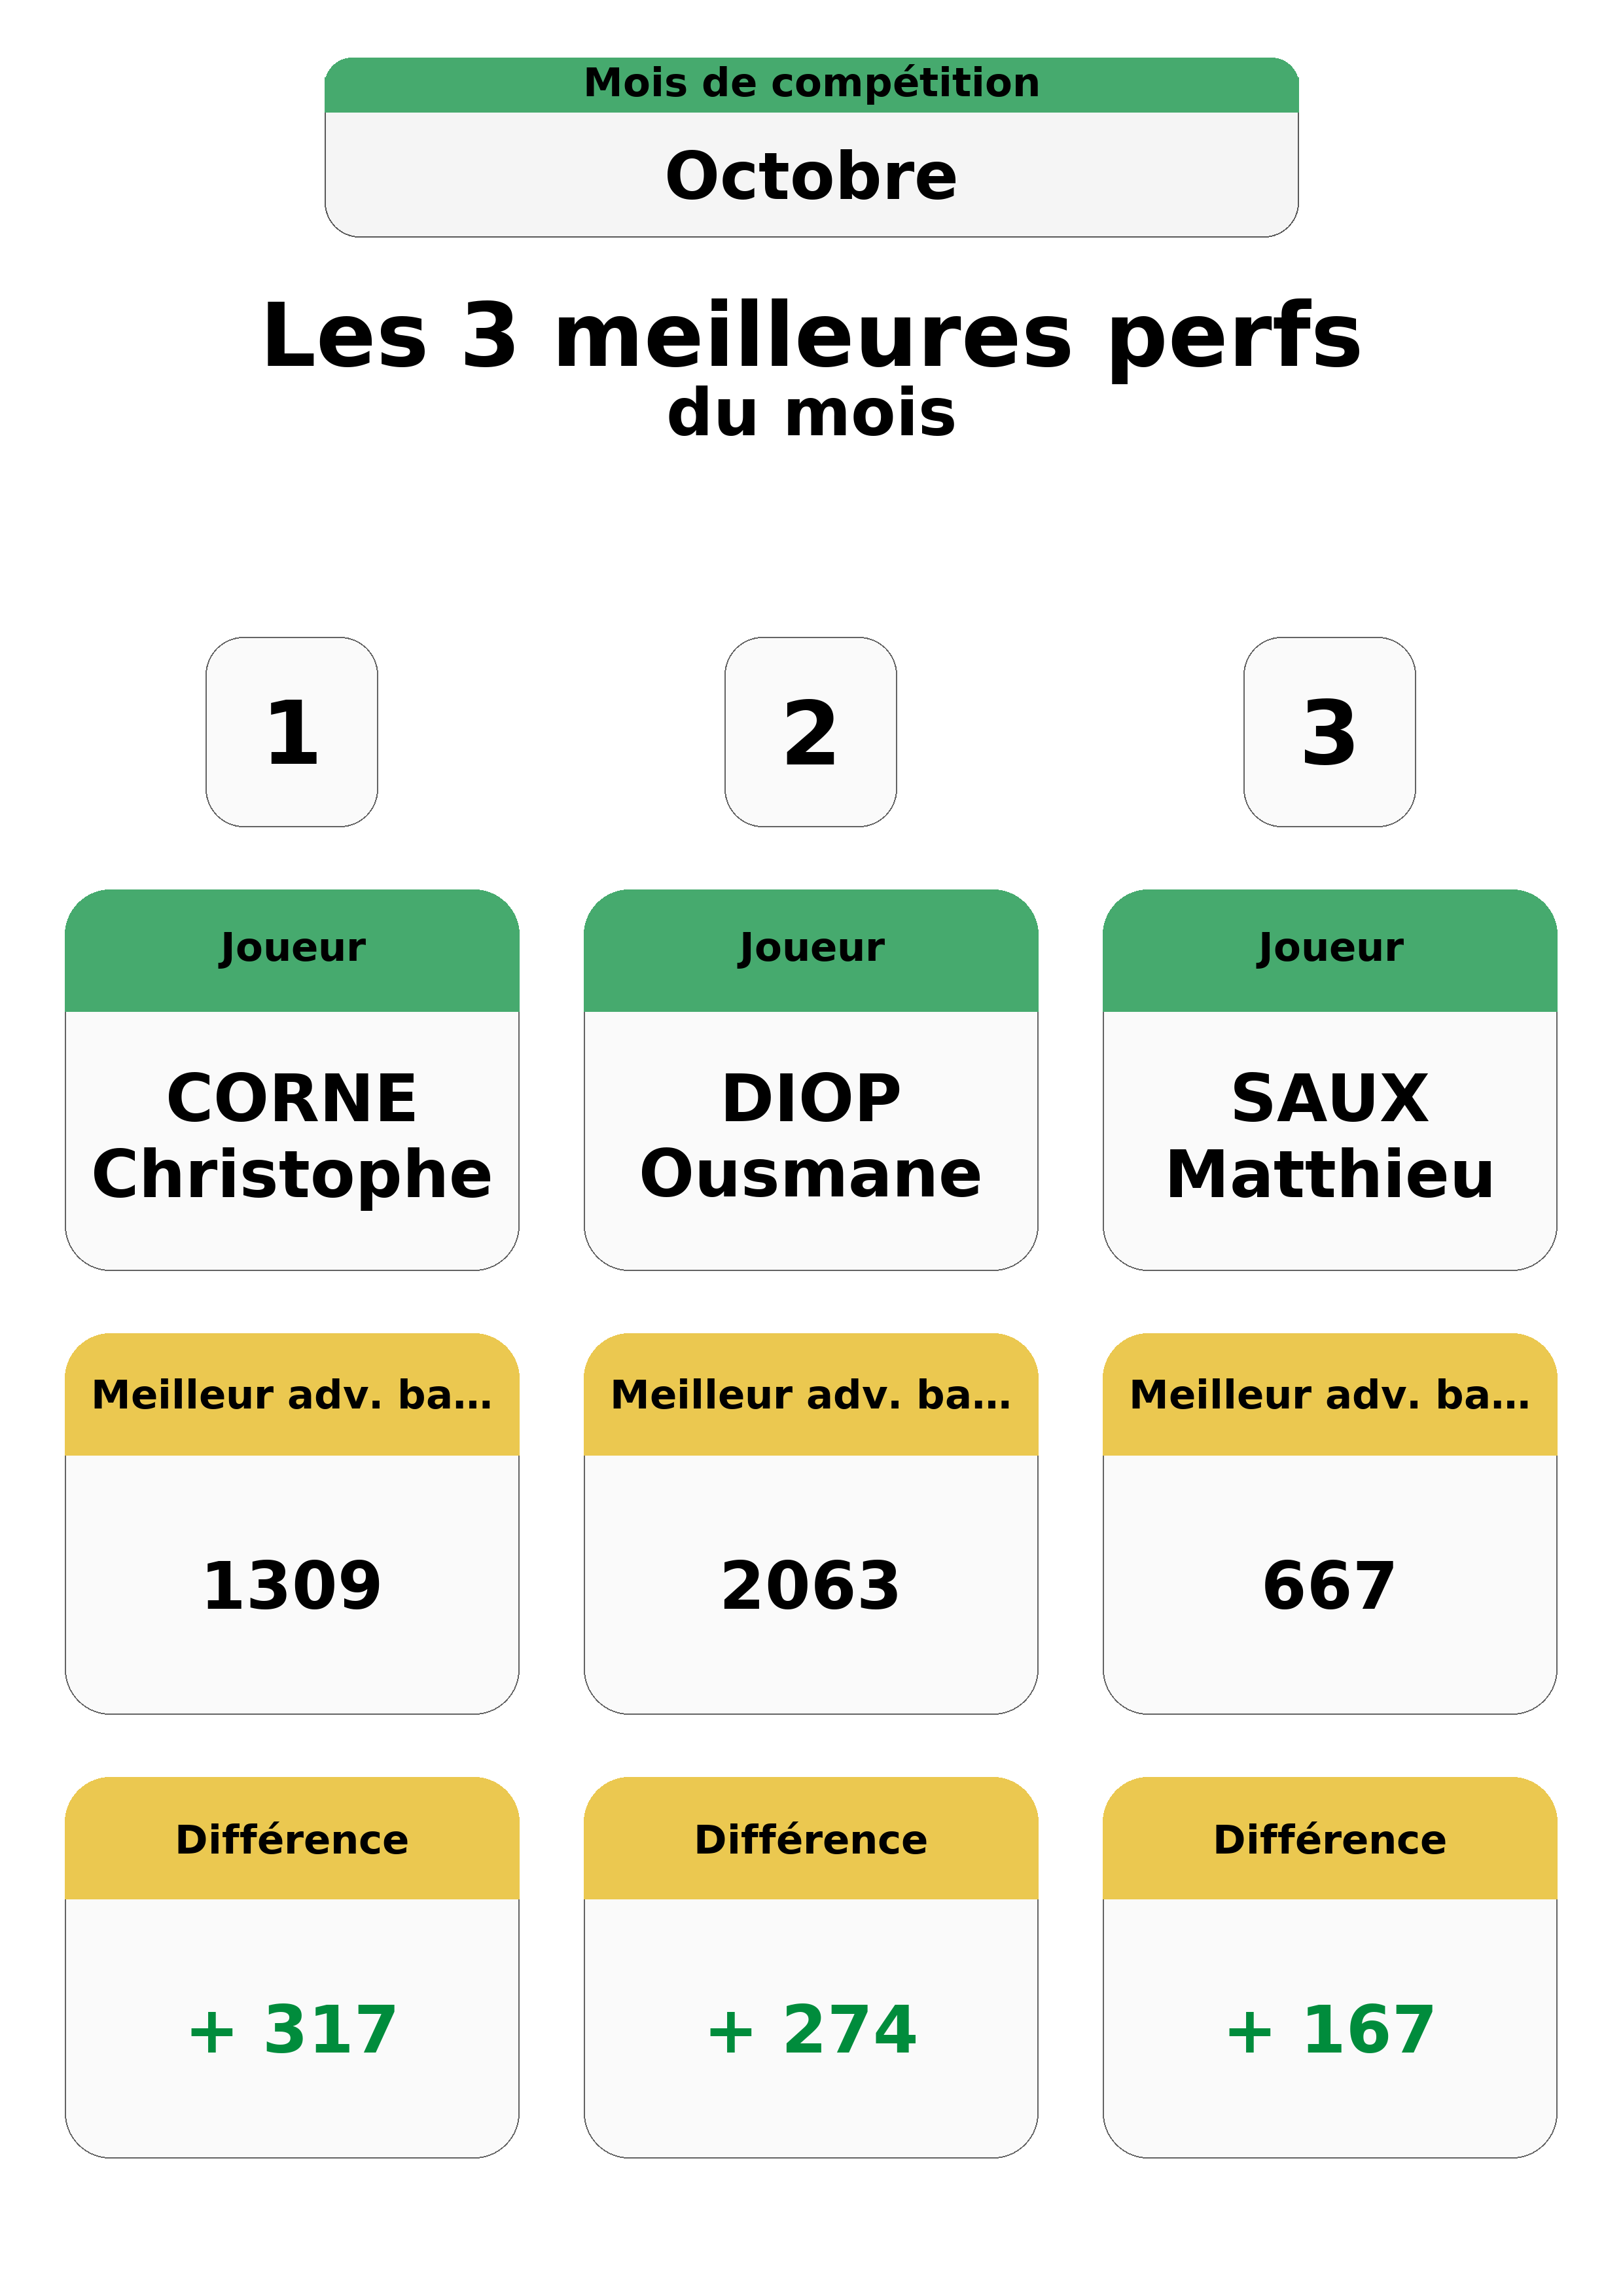 Mois de compétition
Octobre
Les 3 meilleures perfs
du mois
1
2
3
Joueur
Joueur
Joueur
CORNE
Christophe
DIOP
Ousmane
SAUX
Matthieu
Meilleur adv. ba...
Meilleur adv. ba...
Meilleur adv. ba...
1309
2063
667
Différence
Différence
Différence
+ 317
+ 274
+ 167